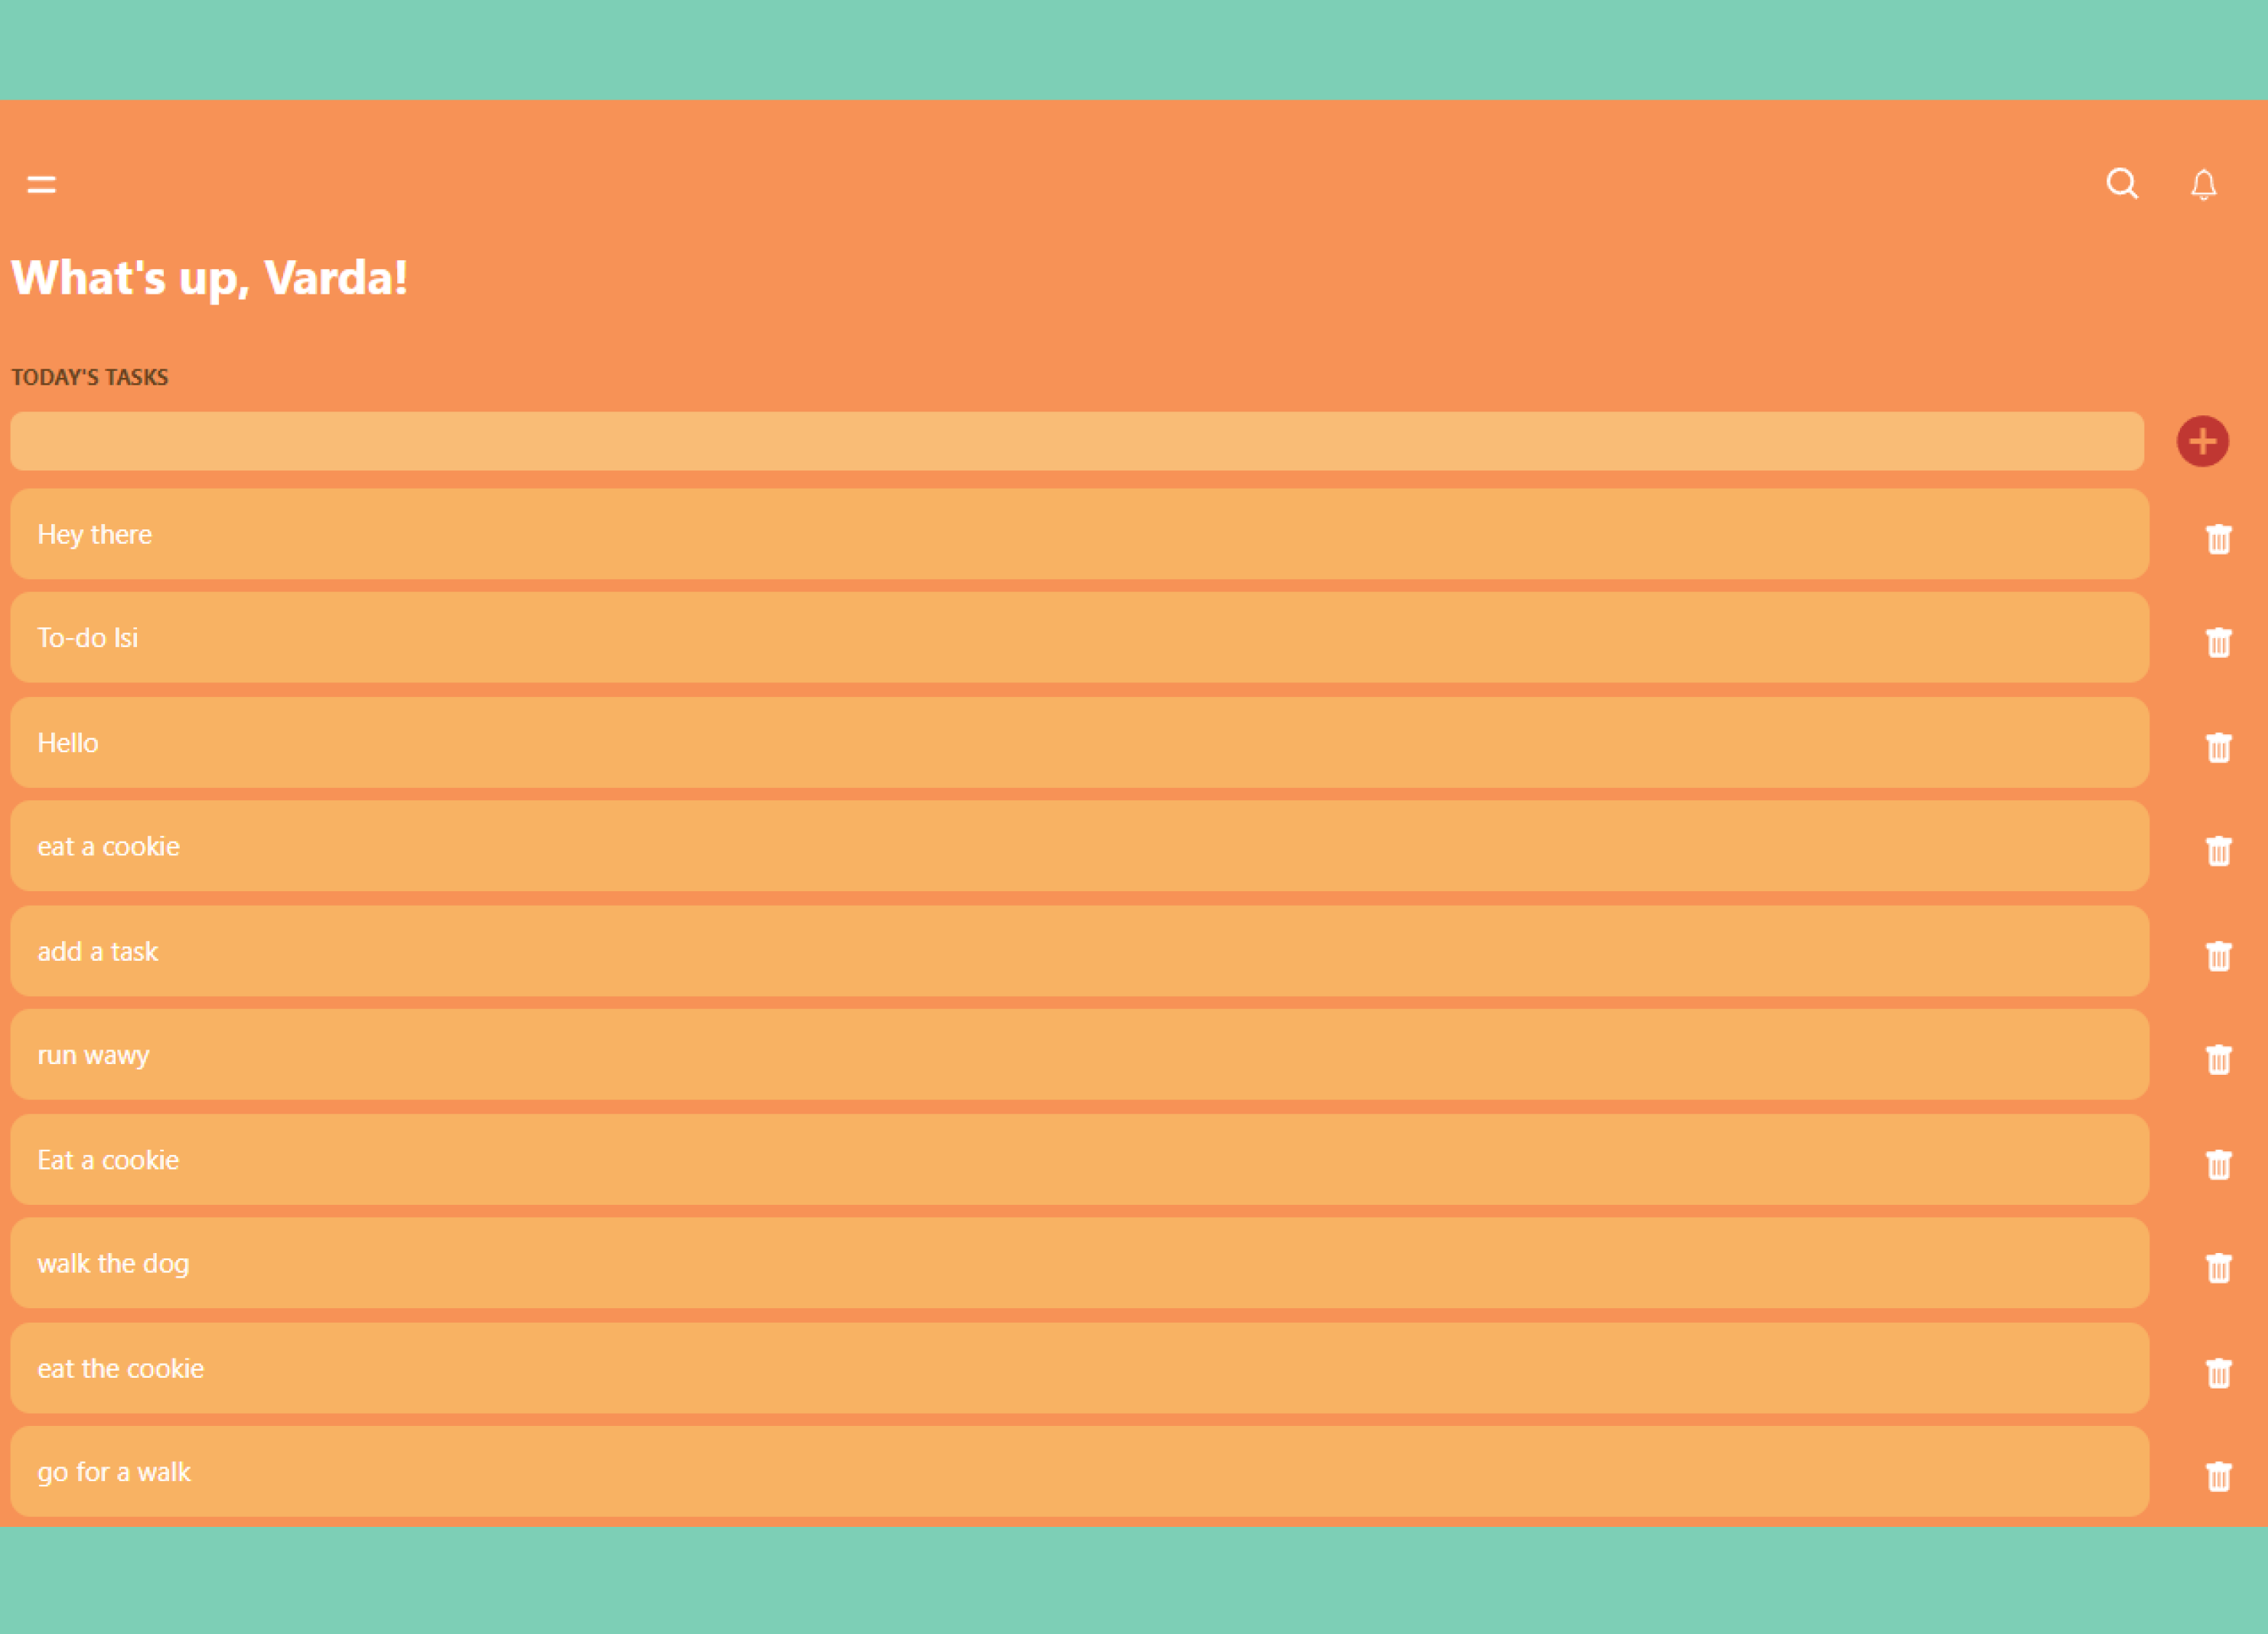 What's up, Varda!
TODAY'S TASKS
Hey there
To-do lsi
Hello
eat a cookie
add a task
run wawy
Eat a cookie
walk the dog
eat the cookie
go for a walk